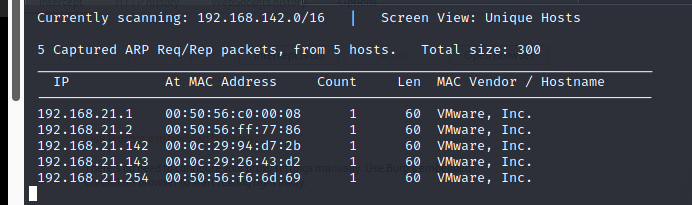 Currently scanning: 192.168.142.0/16   |   Screen View: Unique Hosts
5 Captured ARP Req/Rep packets, from 5 hosts.   Total size: 300
IP            At MAC Address     Count     Len  MAC Vendor / Hostname
192.168.21.1    00:50:56:c0:00:08      1      60  VMware, Inc.
192.168.21.2    00:50:56:ff:77:86      1      60  VMware, Inc.
192.168.21.142  00:0c:29:94:d7:2b      1      60  VMware, Inc.
192.168.21.143  00:0c:29:26:43:d2      1      60  VMware, Inc.
192.168.21.254  00:50:56:f6:6d:69      1      60  VMware, Inc.